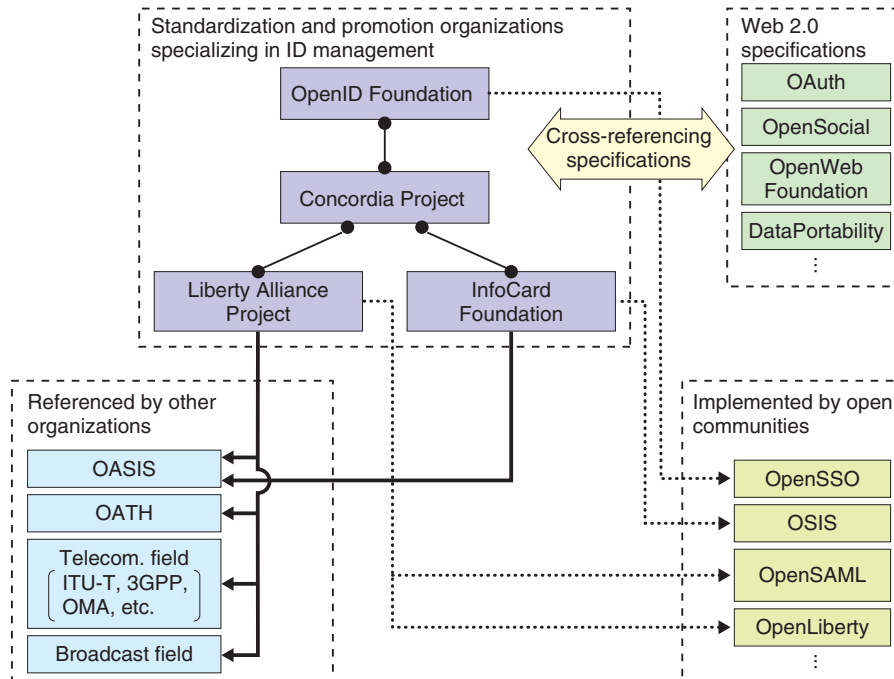 Standardization and promotion organizations
specializing in ID management
OpenID Foundation
Concordia Project
Liberty Alliance
Project
InfoCard
Foundation
Cross-referencing
specifications
Web 2.0
specifications
OAuth
OpenSocial
OpenWeb
Foundation
DataPortability
⋮
Referenced by other
organizations
OASIS
OATH
Telecom. field
ITU-T, 3GPP,
OMA, etc.
Broadcast field
Implemented by open
communities
OpenSSO
OSIS
OpenSAML
OpenLiberty
⋮